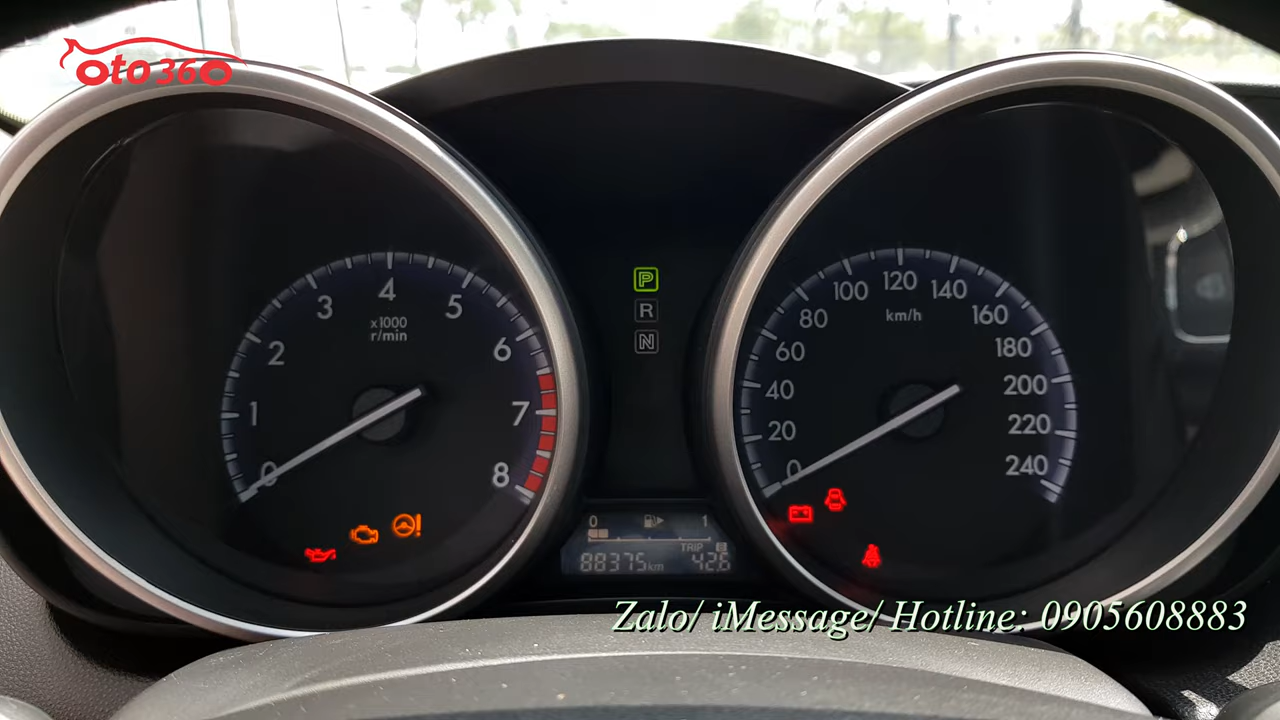 oto360
4
3
5
x1000
r/min
2
6
1
7
0
8
P
R
N
120
100
140
km/h
80
160
60
180
40
200
20
220
0
240
0 1
TRIP B
88375km 42.6
Zalo/ iMessage/ Hotline: 0905608883